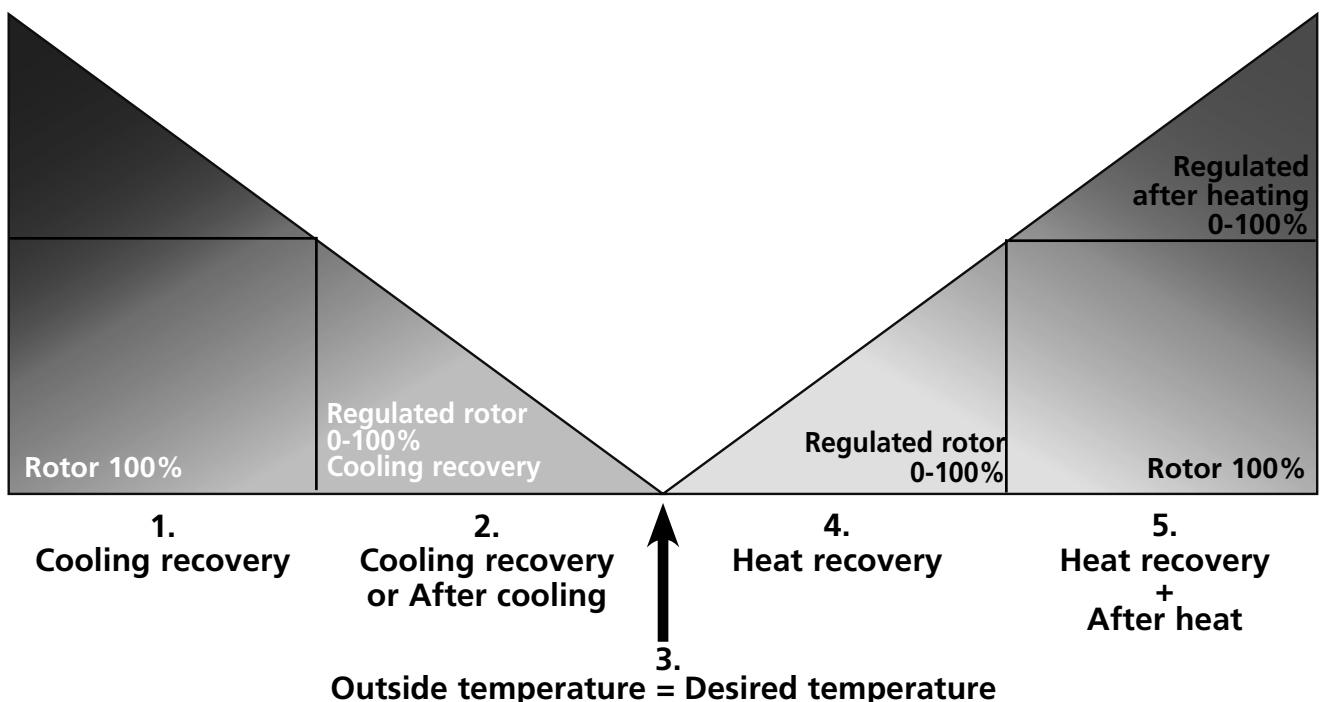 Regulated
after heating
0-100%
Regulated rotor
0-100%
Cooling recovery
Rotor 100%
Regulated rotor
0-100%
Rotor 100%
1.
Cooling recovery
2.
Cooling recovery
or After cooling
4.
Heat recovery
5.
Heat recovery
+
After heat
3.
Outside temperature = Desired temperature